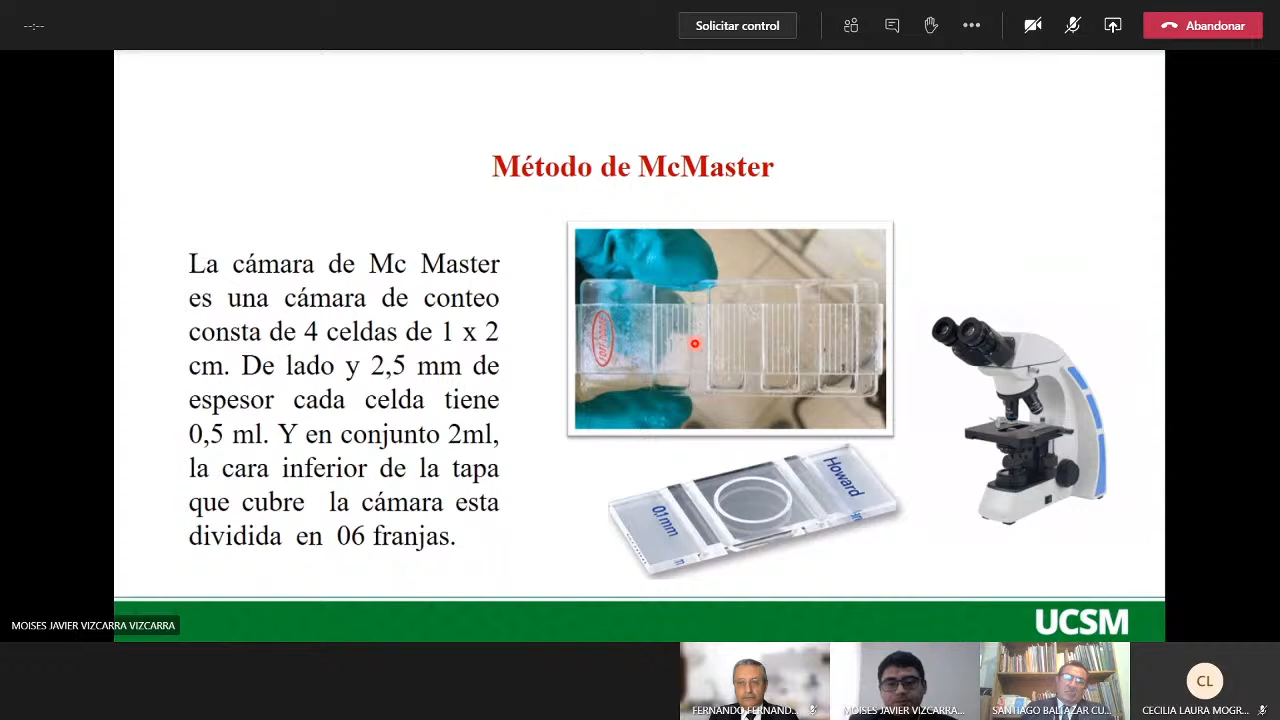 --:--
Solicitar control
Abandonar
Método de McMaster
La cámara de Mc Master
es una cámara de conteo
consta de 4 celdas de 1 x 2
cm. De lado y 2,5 mm de
espesor cada celda tiene
0,5 ml. Y en conjunto 2ml,
la cara inferior de la tapa
que cubre la cámara esta
dividida en 06 franjas.
Howard
0.1mm
UCSM
MOISES JAVIER VIZCARRA VIZCARRA
FERNANDO FERNAND...
MOISES JAVIER VIZCARRA...
SANTIAGO BALTAZAR CU...
CL
CECILIA LAURA MOGR...